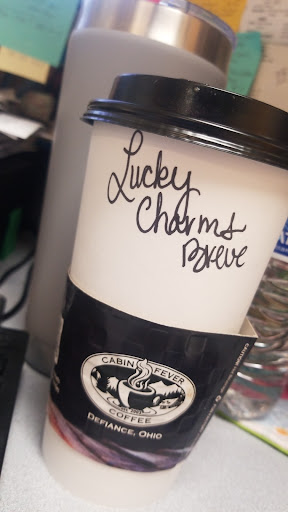 Lucky
Charms
Breve
CABIN FEVER
COFFEE
DEFIANCE, OHIO